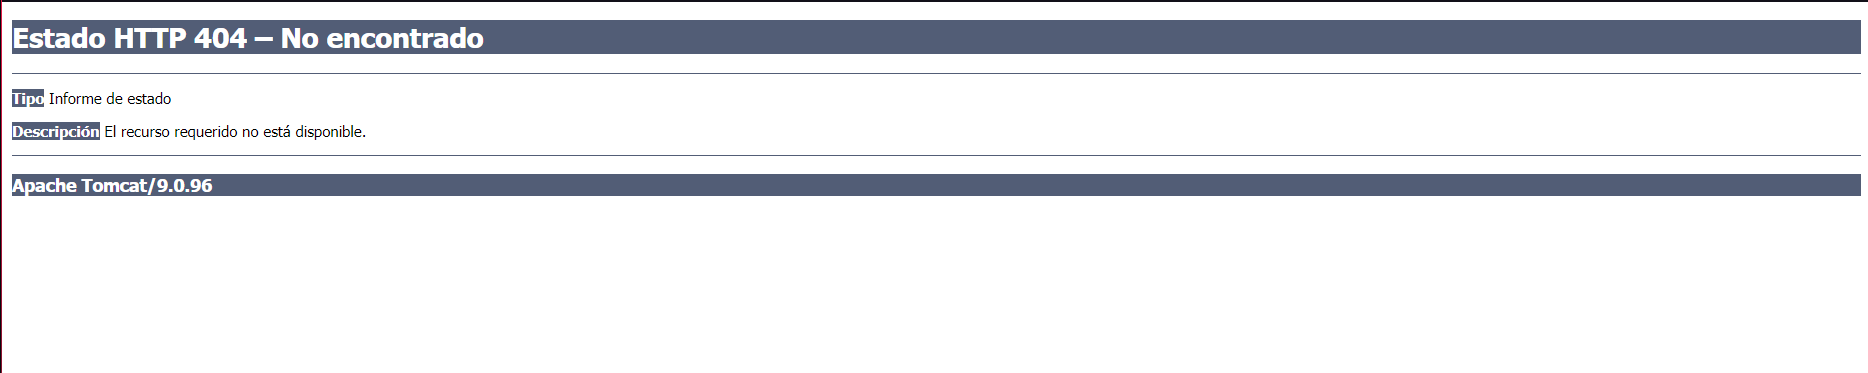 Estado HTTP 404 – No encontrado
Tipo Informe de estado
Descripción El recurso requerido no está disponible.
Apache Tomcat/9.0.96